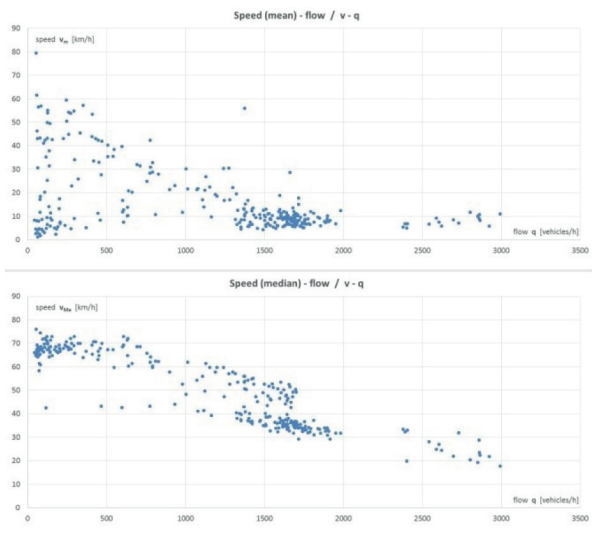 Speed (mean) - flow / v - q
90
speed vm [km/h]
80
70
60
50
40
30
20
10
flow q [vehicles/h]
0
0 500 1000 1500 2000 2500 3000 3500
Speed (median) - flow / v - q
90
speed vMe [km/h]
80
70
60
50
40
30
20
10
flow q [vehicles/h]
0
0 500 1000 1500 2000 2500 3000 3500